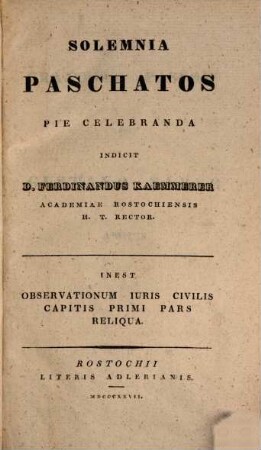 SOLEMNIA
PASCHATOS
PIE CELEBRANDA
INDICIT
D. FERDINANDUS KAEMMERER
ACADEMIAE ROSTOCHIENSIS
H. T. RECTOR.
INEST
OBSERVATIONUM IURIS CIVILIS
CAPITIS PRIMI PARS
RELIQUA.
ROSTOCHII
LITERIS ADLERIANIS.
MDCCCXXVII.